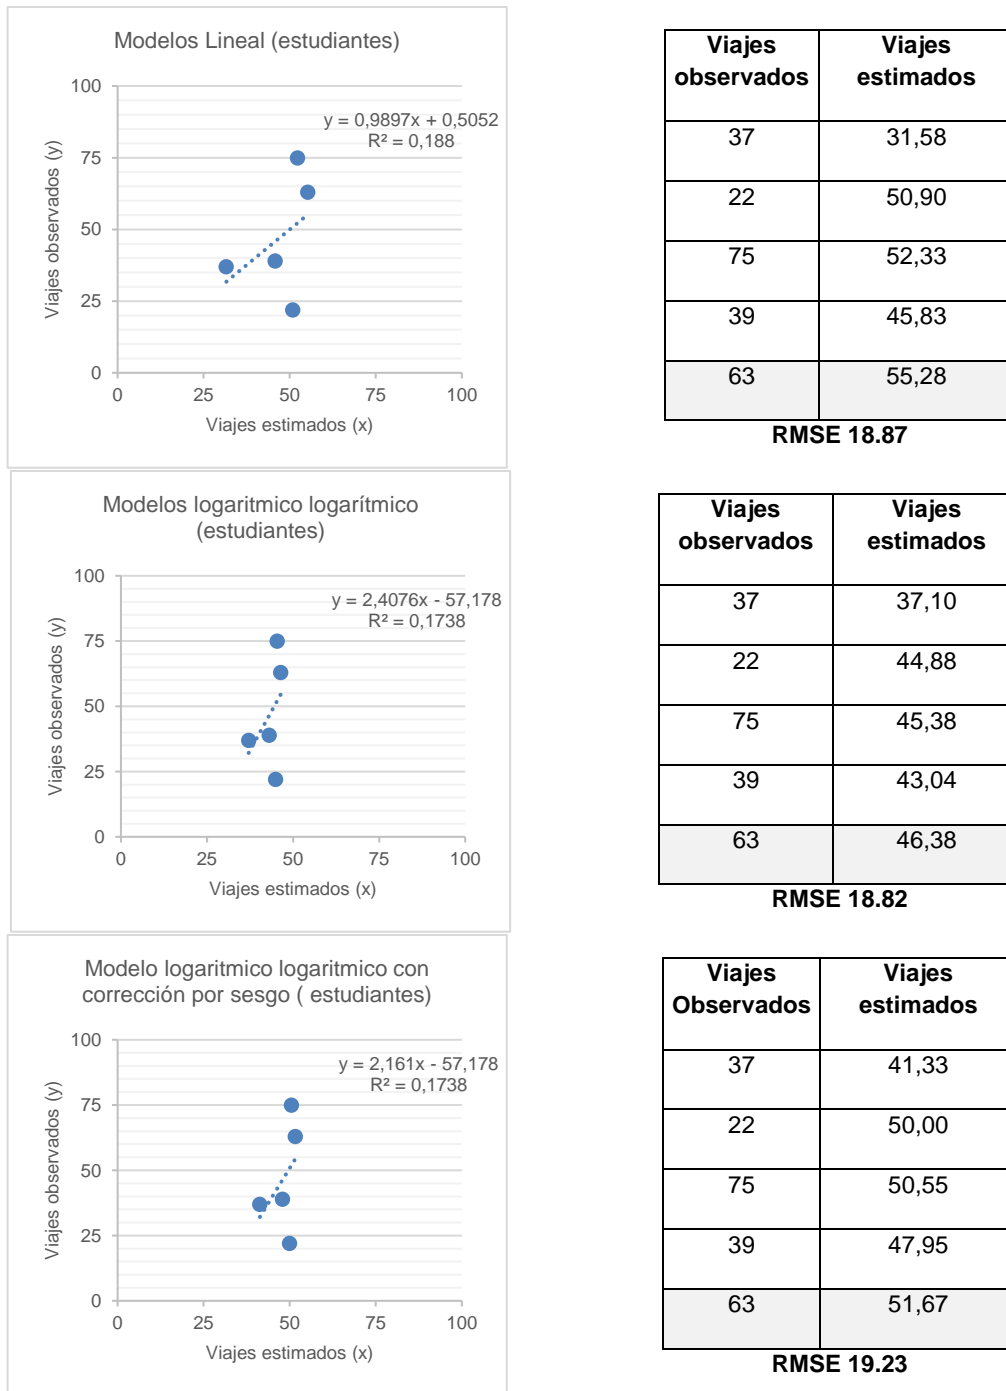 Modelos Lineal (estudiantes)
100
75
50
25
0
0 25 50 75 100
Viajes observados (y)
Viajes estimados (x)
y = 0,9897x + 0,5052
R² = 0,188
Viajes observados Viajes estimados
37 31,58
22 50,90
75 52,33
39 45,83
63 55,28
RMSE 18.87
Modelos logaritmico logarítmico
(estudiantes)
100
75
50
25
0
0 25 50 75 100
Viajes observados (y)
Viajes estimados (x)
y = 2,4076x - 57,178
R² = 0,1738
Viajes observados Viajes estimados
37 37,10
22 44,88
75 45,38
39 43,04
63 46,38
RMSE 18.82
Modelo logaritmico logaritmico con
corrección por sesgo ( estudiantes)
100
75
50
25
0
0 25 50 75 100
Viajes observados (y)
Viajes estimados (x)
y = 2,161x - 57,178
R² = 0,1738
Viajes Observados Viajes estimados
37 41,33
22 50,00
75 50,55
39 47,95
63 51,67
RMSE 19.23